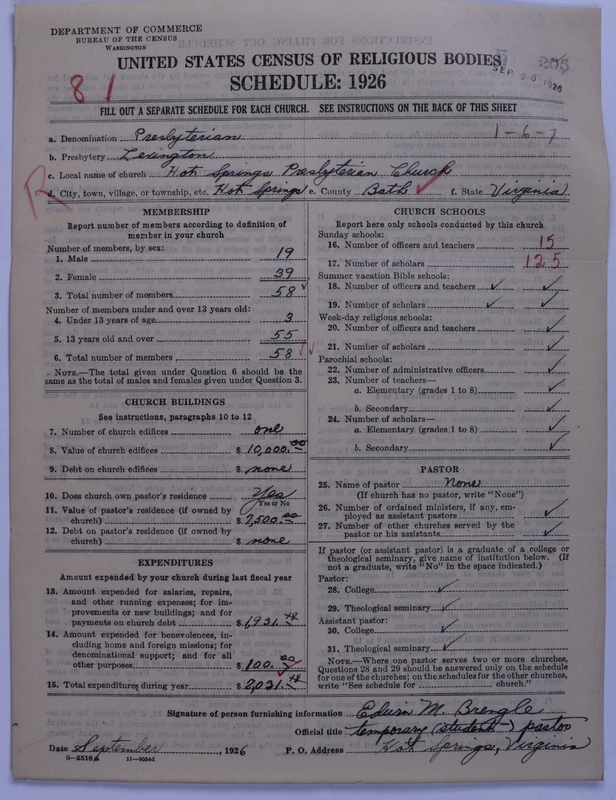 DEPARTMENT OF COMMERCE
BUREAU OF THE CENSUS
WASHINGTON
UNITED STATES CENSUS OF RELIGIOUS BODIES
SCHEDULE: 1926
SEP 20 1926
81
FILL OUT A SEPARATE SCHEDULE FOR EACH CHURCH. SEE INSTRUCTIONS ON THE BACK OF THIS SHEET
1-6-7
a. Denomination Presbyterian
b. Presbytery Lexington
c. Local name of church Hot Springs Presbyterian Church
R
d. City, town, village, or township, etc. Hot Springs e. County Bath ✓ f. State Virginia
MEMBERSHIP
Report number of members according to definition of
member in your church
Number of members, by sex:
1. Male 19
2. Female 39
3. Total number of members 58 ✓
Number of members under and over 13 years old:
4. Under 13 years of age 3
5. 13 years old and over 55
6. Total number of members 58 ✓ ✓
NOTE.—The total given under Question 6 should be
same as the total of males and females given under Question 3.
CHURCH BUILDINGS
See instructions, paragraphs 10 to 12
7. Number of church edifices one
8. Value of church edifices $ 10,000.00
9. Debt on church edifices $ none
10. Does church own pastor's residence Yes
Yes or No
11. Value of pastor's residence (if owned by
church) $ 7,500.00
12. Debt on pastor's residence (if owned by
church) $ none
EXPENDITURES
Amount expended by your church during last fiscal year
13. Amount expended for salaries, repairs,
and other running expenses; for im-
provements or new buildings; and for
payments on church debt $ 1931.48
14. Amount expended for benevolences, in-
cluding home and foreign missions; for
denominational support; and for all
other purposes $ 100.00
15. Total expenditures during year $ 2,031.48
CHURCH SCHOOLS
Report here only schools conducted by this church
Sunday schools:
16. Number of officers and teachers 15
17. Number of scholars 125
Summer vacation Bible schools:
18. Number of officers and teachers ✓ ✓
19. Number of scholars ✓ ✓
Week-day religious schools:
20. Number of officers and teachers ✓
21. Number of scholars ✓
Parochial schools:
22. Number of administrative officers ✓
23. Number of teachers—
a. Elementary (grades 1 to 8) ✓
b. Secondary ✓
24. Number of scholars—
a. Elementary (grades 1 to 8) ✓
b. Secondary ✓
PASTOR
25. Name of pastor None
(If church has no pastor, write "None")
26. Number of ordained ministers, if any, em-
ployed as assistant pastors ✓
27. Number of other churches served by the
pastor or his assistants ✓
If pastor (or assistant pastor) is a graduate of a college or
theological seminary, give name of institution below. (If
not a graduate, write "No" in the space indicated.)
Pastor:
28. College ✓
29. Theological seminary ✓
Assistant pastor:
30. College ✓
31. Theological seminary ✓
NOTE.—Where one pastor serves two or more churches,
Questions 28 and 29 should be answered only on the schedule
for one of the churches; on the schedules for the other churches,
write "See schedule for church."
Signature of person furnishing information Edwin M. Brengle
Official title temporary (student) pastor
Date September, 1926 P. O. Address Hot Springs, Virginia